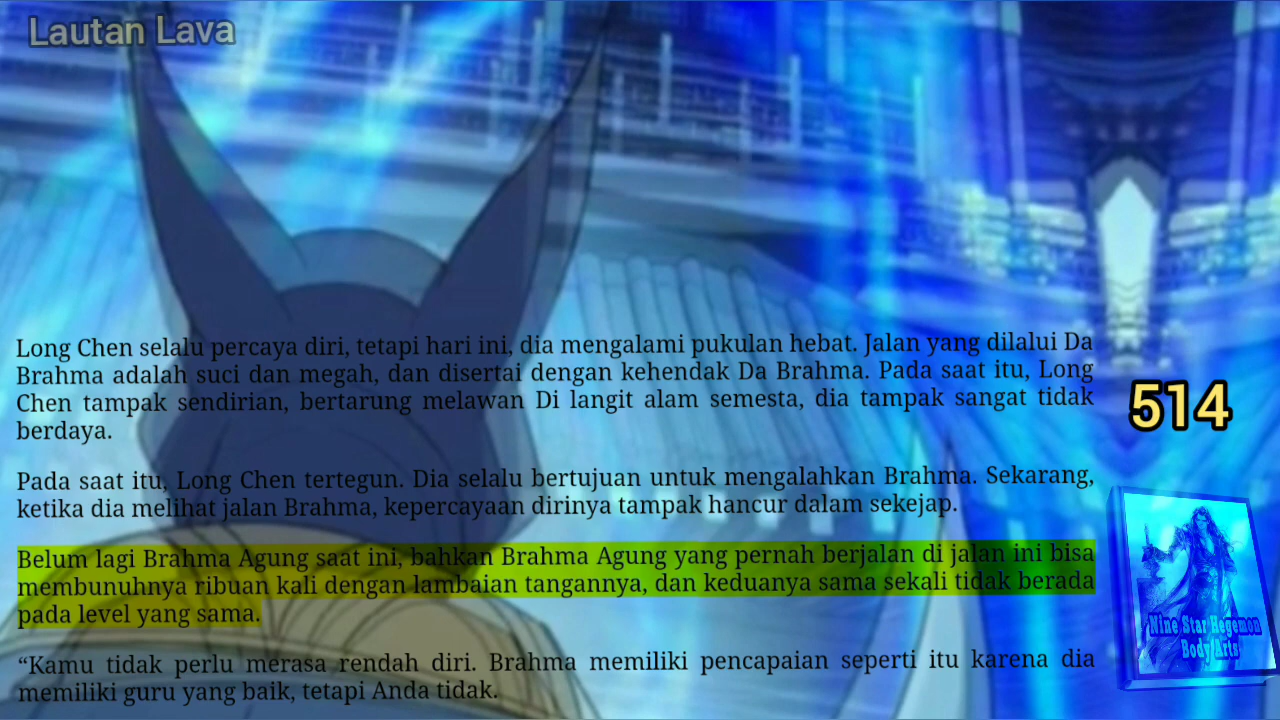 Lautan Lava
Long Chen selalu percaya diri, tetapi hari ini, dia mengalami pukulan hebat. Jalan yang dilalui Da
Brahma adalah suci dan megah, dan disertai dengan kehendak Da Brahma. Pada saat itu, Long
Chen tampak sendirian, bertarung melawan Di langit alam semesta, dia tampak sangat tidak
berdaya.
Pada saat itu, Long Chen tertegun. Dia selalu bertujuan untuk mengalahkan Brahma. Sekarang,
ketika dia melihat jalan Brahma, kepercayaan dirinya tampak hancur dalam sekejap.
Belum lagi Brahma Agung saat ini, bahkan Brahma Agung yang pernah berjalan di jalan ini bisa
membunuhnya ribuan kali dengan lambaian tangannya, dan keduanya sama sekali tidak berada
pada level yang sama.
“Kamu tidak perlu merasa rendah diri. Brahma memiliki pencapaian seperti itu karena dia
memiliki guru yang baik, tetapi Anda tidak.
514
Nine Star Hegemon
Body Arts